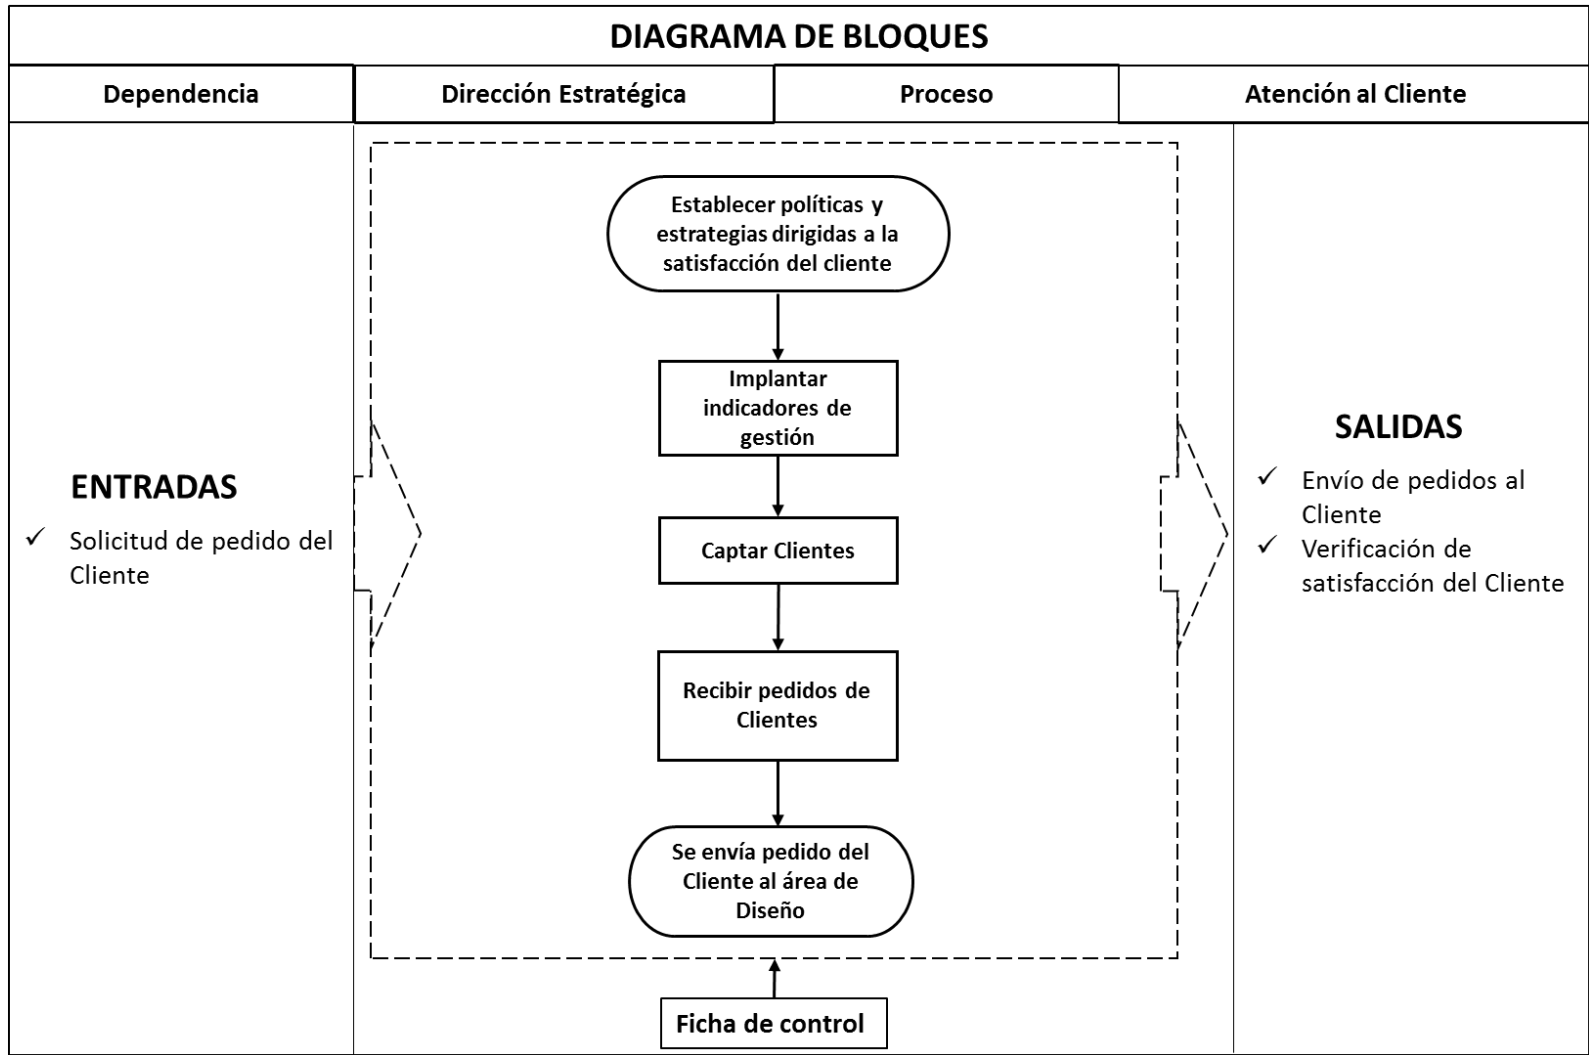 DIAGRAMA DE BLOQUES
Dependencia
Dirección Estratégica
Proceso
Atención al Cliente
ENTRADAS
✓ Solicitud de pedido del
Cliente
Establecer políticas y
estrategias dirigidas a la
satisfacción del cliente
Implantar
indicadores de
gestión
Captar Clientes
Recibir pedidos de
Clientes
Se envía pedido del
Cliente al área de
Diseño
Ficha de control
SALIDAS
✓ Envío de pedidos al
Cliente
✓ Verificación de
satisfacción del Cliente